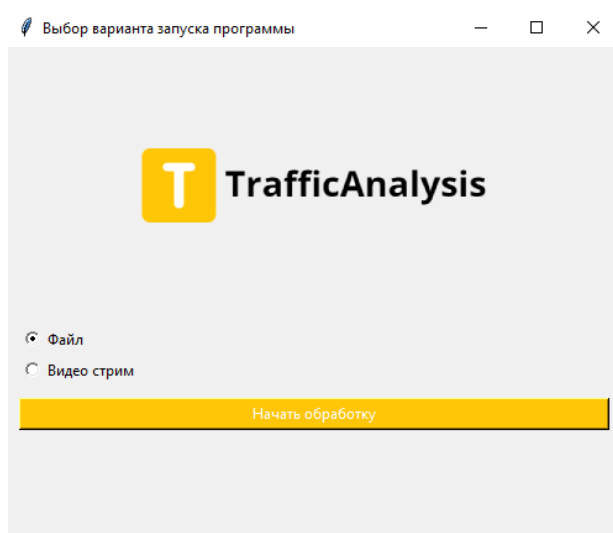 Выбор варианта запуска программы
T TrafficAnalysis
Файл
Видео стрим
Начать обработку